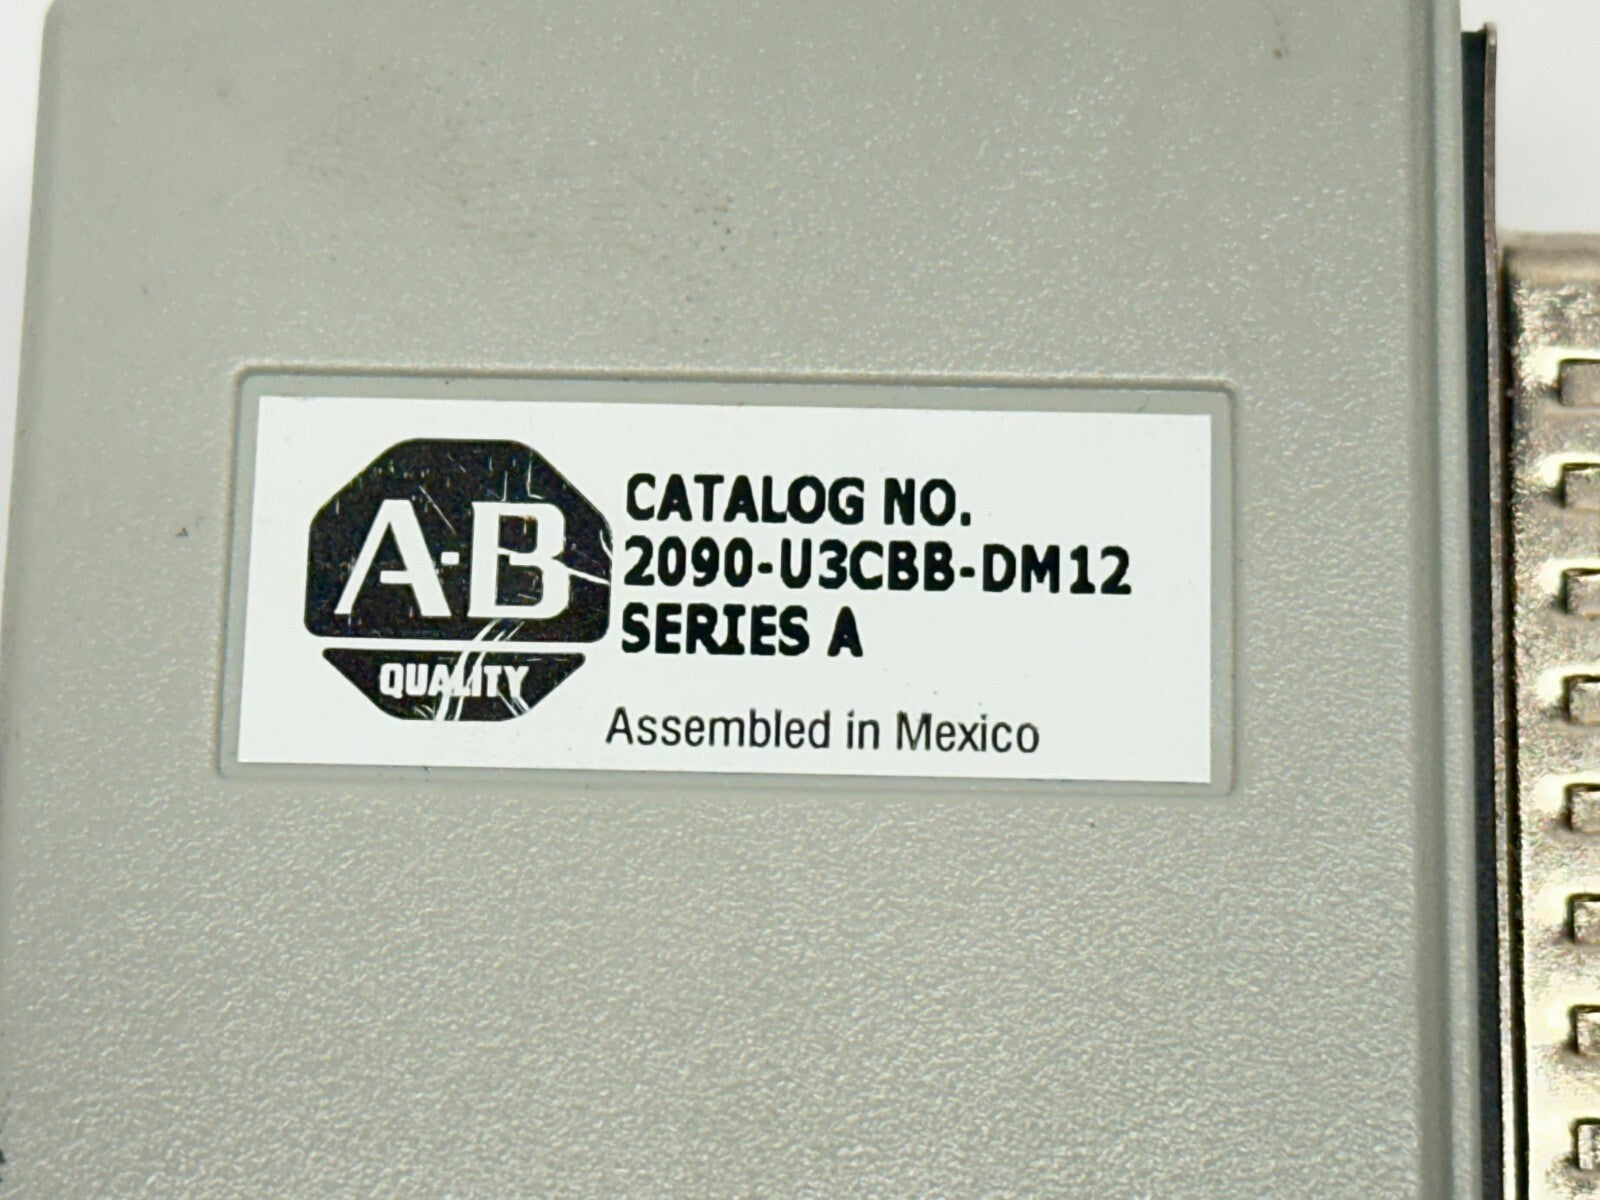 A-B
QUALITY
CATALOG NO.
2090-U3CBB-DM12
SERIES A
Assembled in Mexico